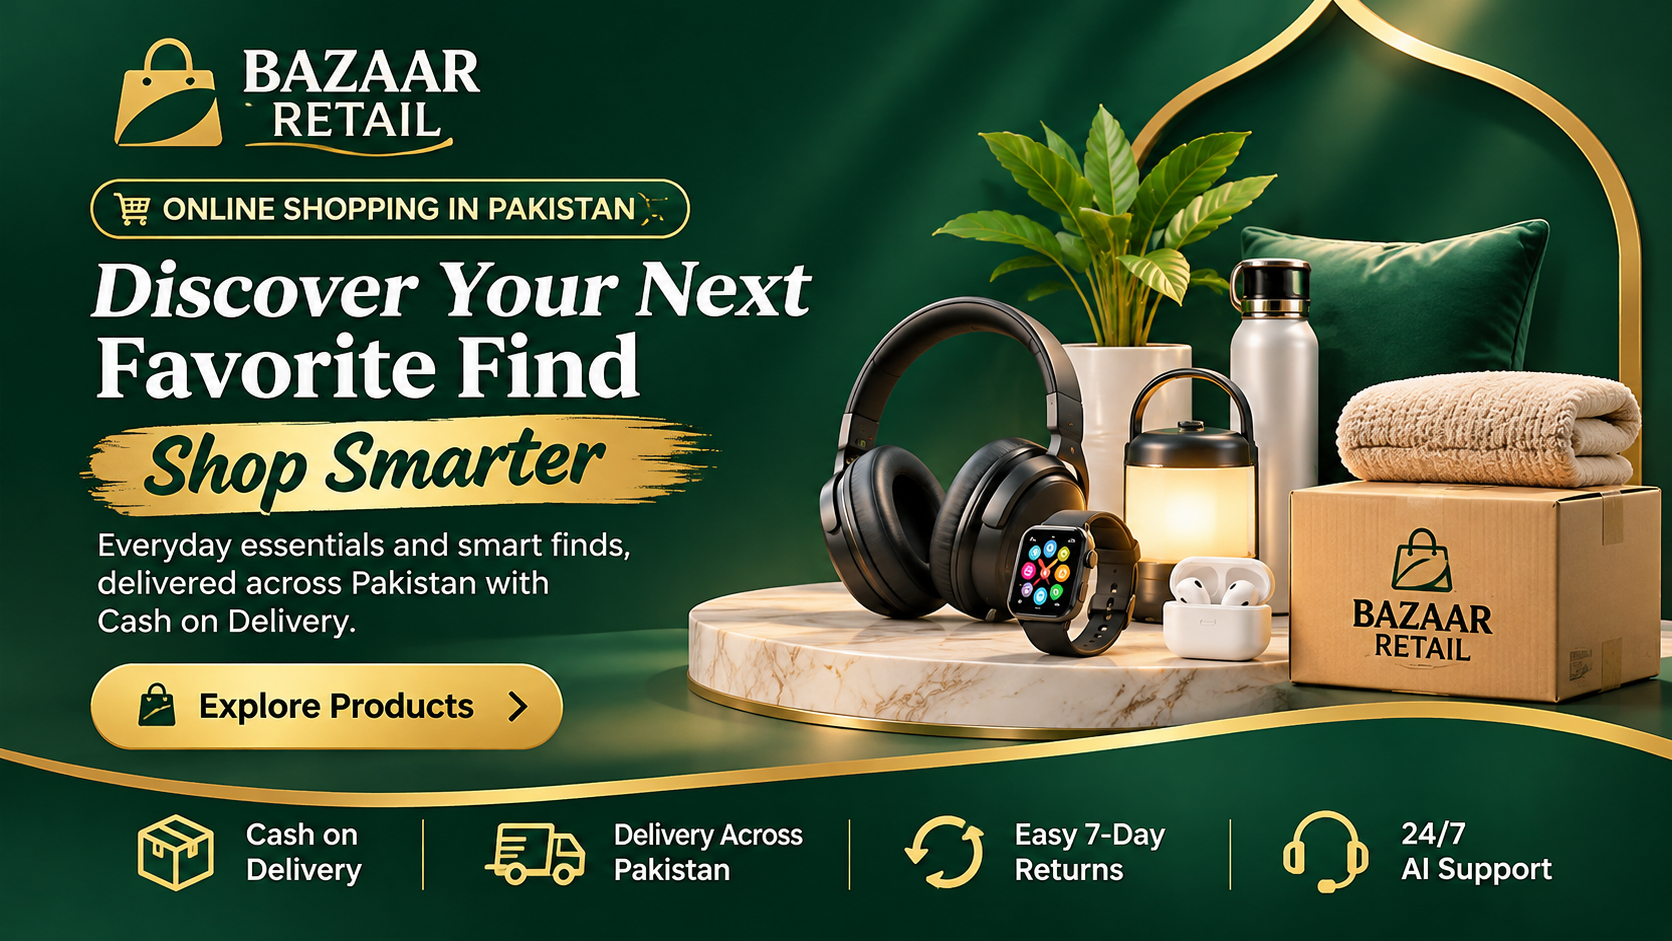 BAZAAR
RETAIL
ONLINE SHOPPING IN PAKISTAN
Discover Your Next
Favorite Find
Shop Smarter
Everyday essentials and smart finds,
delivered across Pakistan with
Cash on Delivery.
Explore Products
BAZAAR
RETAIL
Cash on
Delivery
Delivery Across
Pakistan
Easy 7-Day
Returns
24/7
AI Support